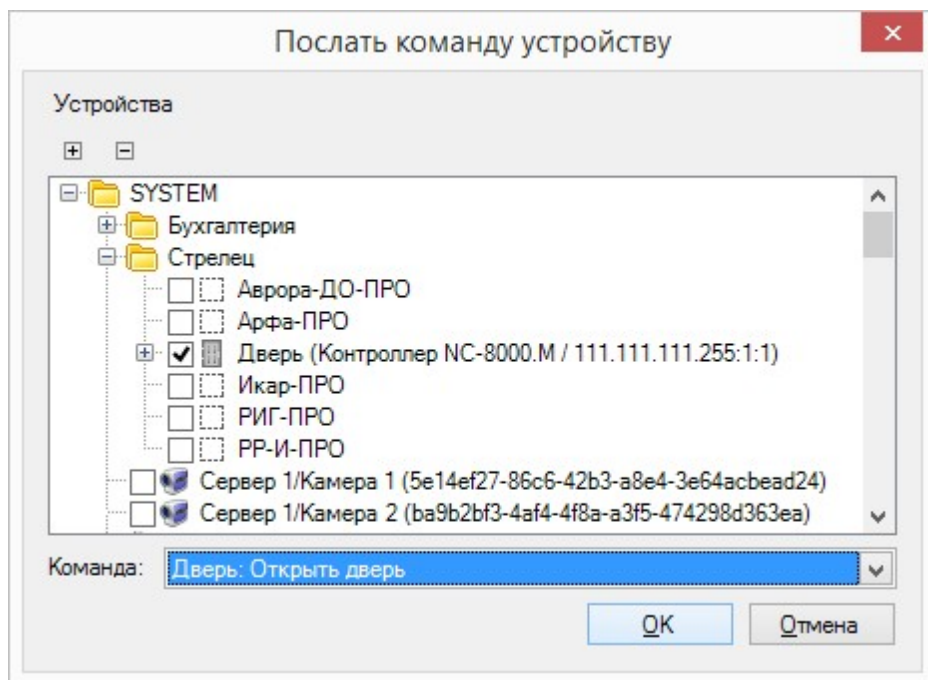 Послать команду устройству
Устройства
SYSTEM
Бухгалтерия
Стрелец
Аврора-ДО-ПРО
Арфа-ПРО
Дверь (Контроллер NC-8000.M / 111.111.111.255:1:1)
Икар-ПРО
РИГ-ПРО
РР-И-ПРО
Сервер 1/Камера 1 (5e14ef27-86c6-42b3-a8e4-3e64acbead24)
Сервер 1/Камера 2 (ba9b2bf3-4af4-4f8a-a3f5-474298d363ea)
Команда: Дверь: Открыть дверь
OK Отмена